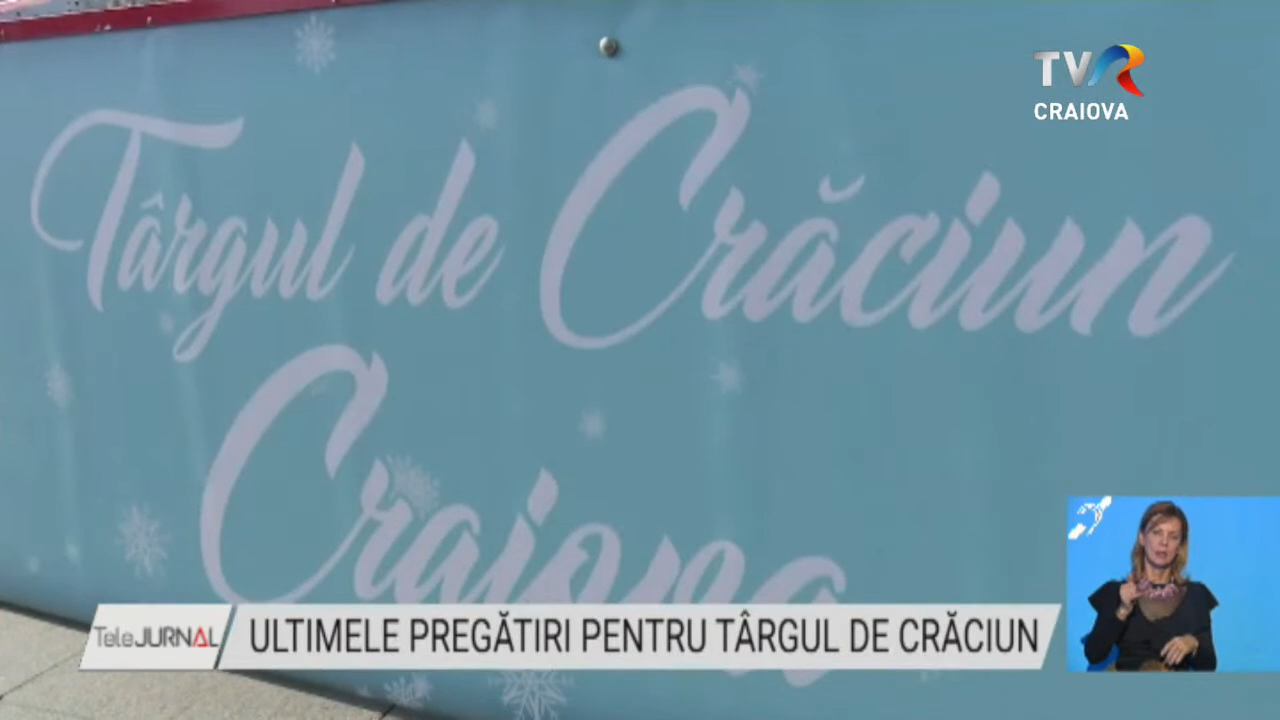 TVR
CRAIOVA
Târgul de Crăciun
Craiova
TeleJURNAL
ULTIMELE PREGĂTIRI PENTRU TÂRGUL DE CRĂCIUN